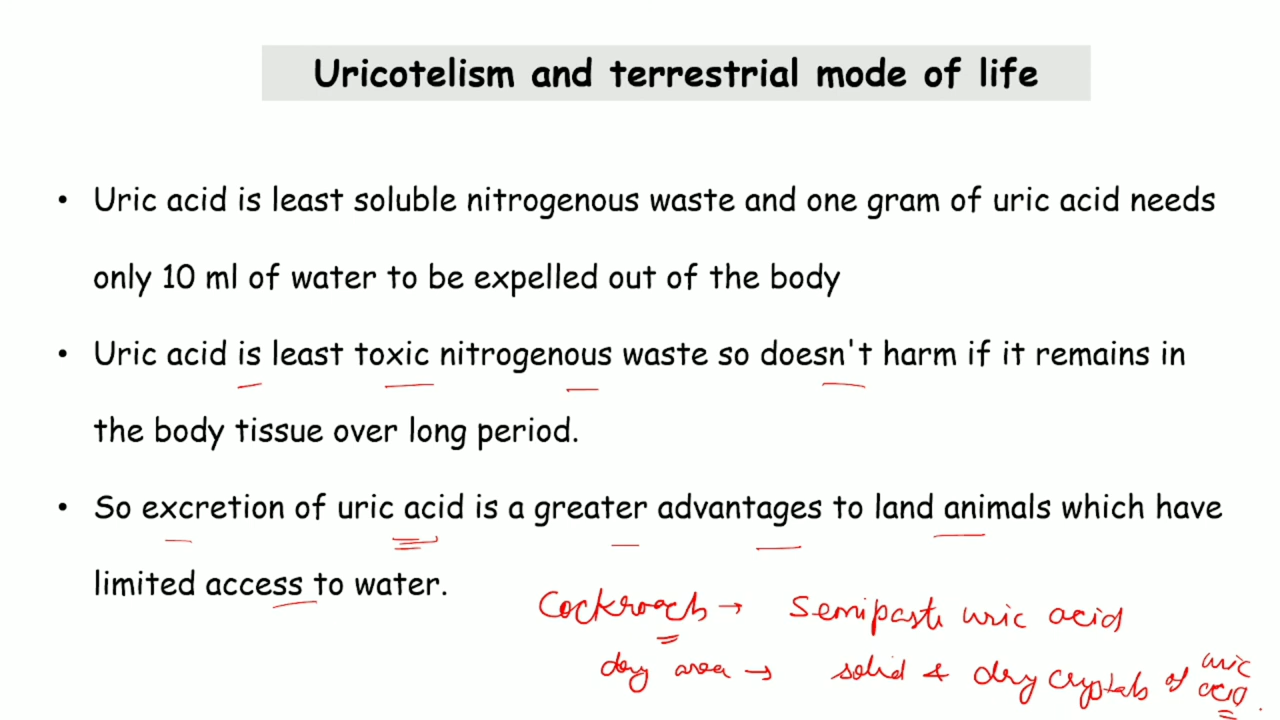 Uricotelism and terrestrial mode of life
• Uric acid is least soluble nitrogenous waste and one gram of uric acid needs
only 10 ml of water to be expelled out of the body
• Uric acid is least toxic nitrogenous waste so doesn't harm if it remains in
the body tissue over long period.
• So excretion of uric acid is a greater advantages to land animals which have
limited access to water.
Cockroach → Semipaste uric acid
dry area → solid & dry crystals of uric
acid.